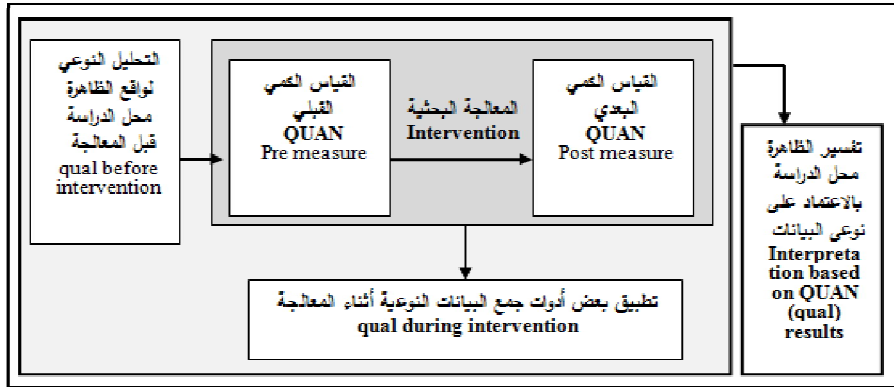 التحليل النوعي
لواقع الظاهرة
محل الدراسة
قبل المعالجة
qual before
intervention
القياس الكمي
القبلي
QUAN
Pre measure
المعالجة البحثية
Intervention
القياس الكمي
البعدي
QUAN
Post measure
تفسير الظاهرة
محل الدراسة
بالاعتماد على
نوعي البيانات
Interpreta
tion based
on QUAN
(qual)
results
تطبيق بعض أدوات جمع البيانات النوعية أثناء المعالجة
qual during intervention